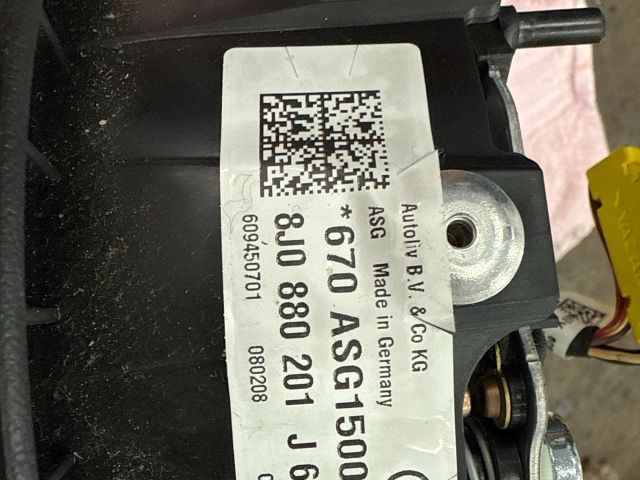 Autoliv B.V. & Co KG
ASG Made in Germany
*670 ASG1500
8J0 880 201 J 6
609450701 080208